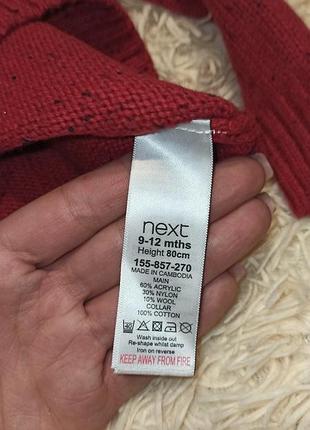 next
9-12 mths
Height 80cm
155-857-270
MADE IN CAMBODIA
MAIN
60% ACRYLIC
30% NYLON
10% WOOL
COLLAR
100% COTTON
Wash inside out
Re-shape whilst damp
Iron on reverse
KEEP AWAY FROM FIRE